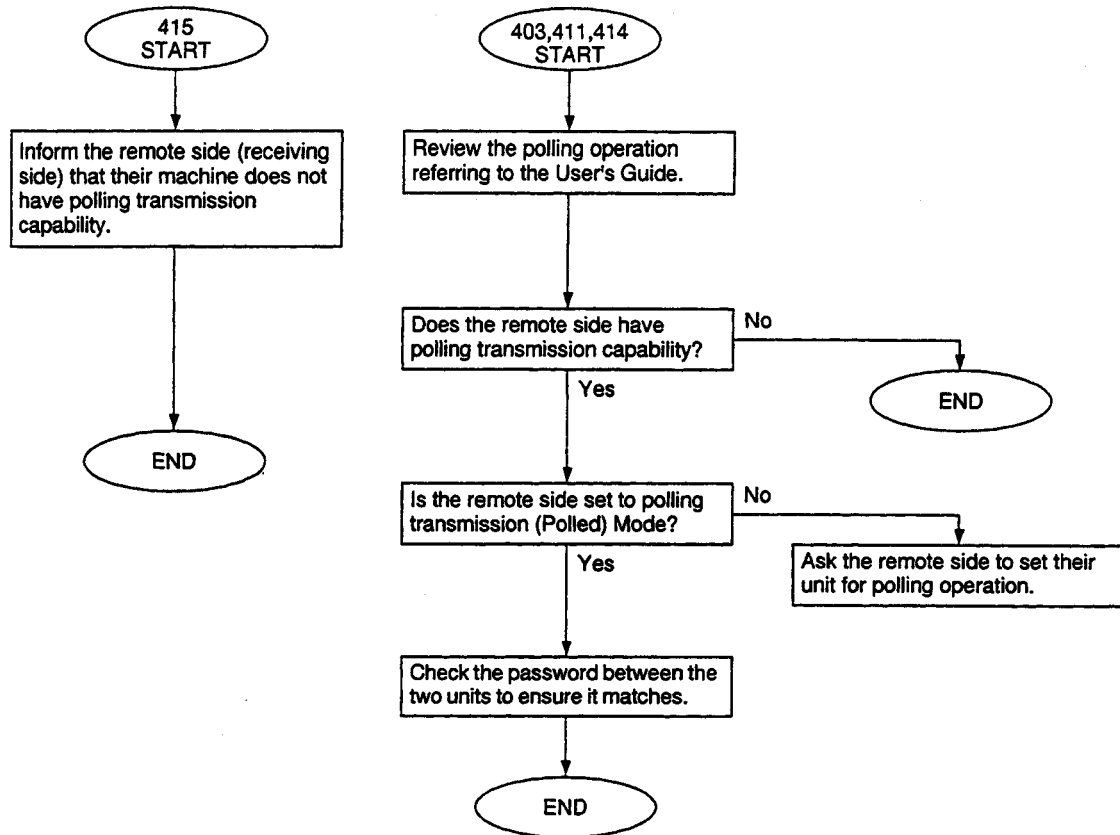 415
START
Inform the remote side (receiving
side) that their machine does not
have polling transmission
capability.
END
403,411,414
START
Review the polling operation
referring to the User's Guide.
Does the remote side have
polling transmission capability?
No
END
Yes
Is the remote side set to polling
transmission (Polled) Mode?
No
Ask the remote side to set their
unit for polling operation.
Yes
Check the password between the
two units to ensure it matches.
END